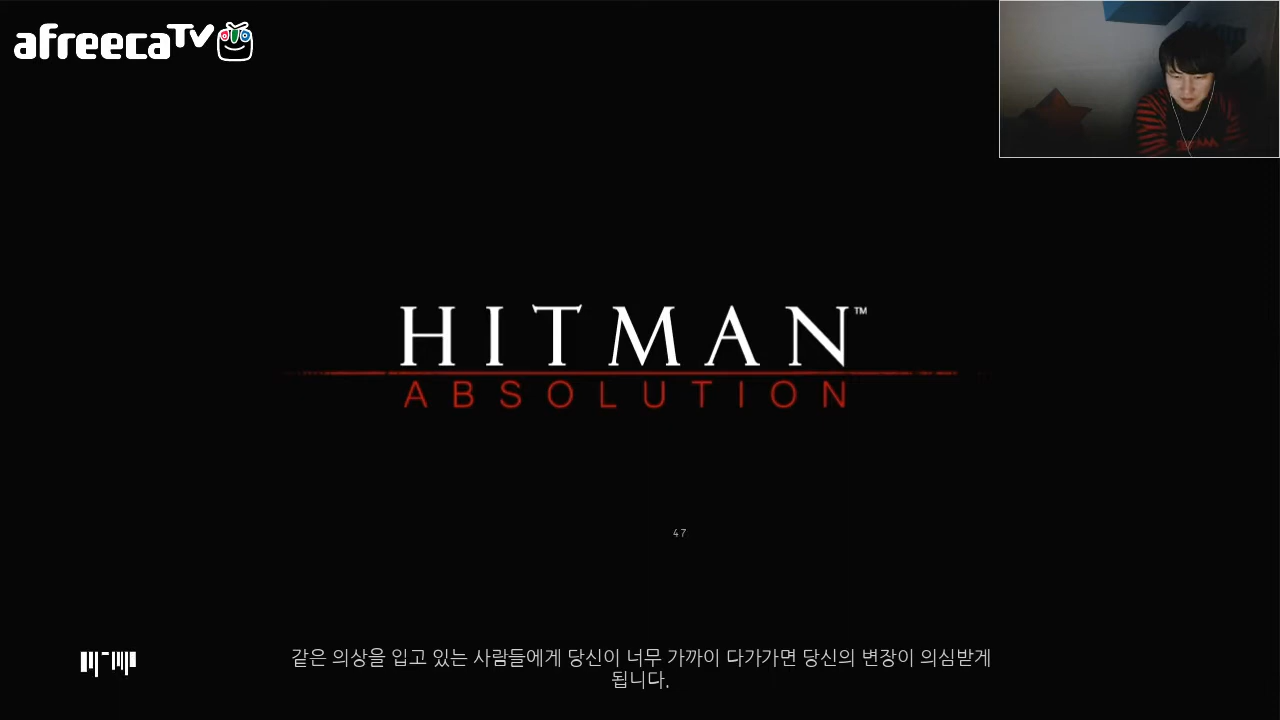 afreecaTV
HITMAN™
ABSOLUTION
47
같은 의상을 입고 있는 사람들에게 당신이 너무 가까이 다가가면 당신의 변장이 의심받게
됩니다.